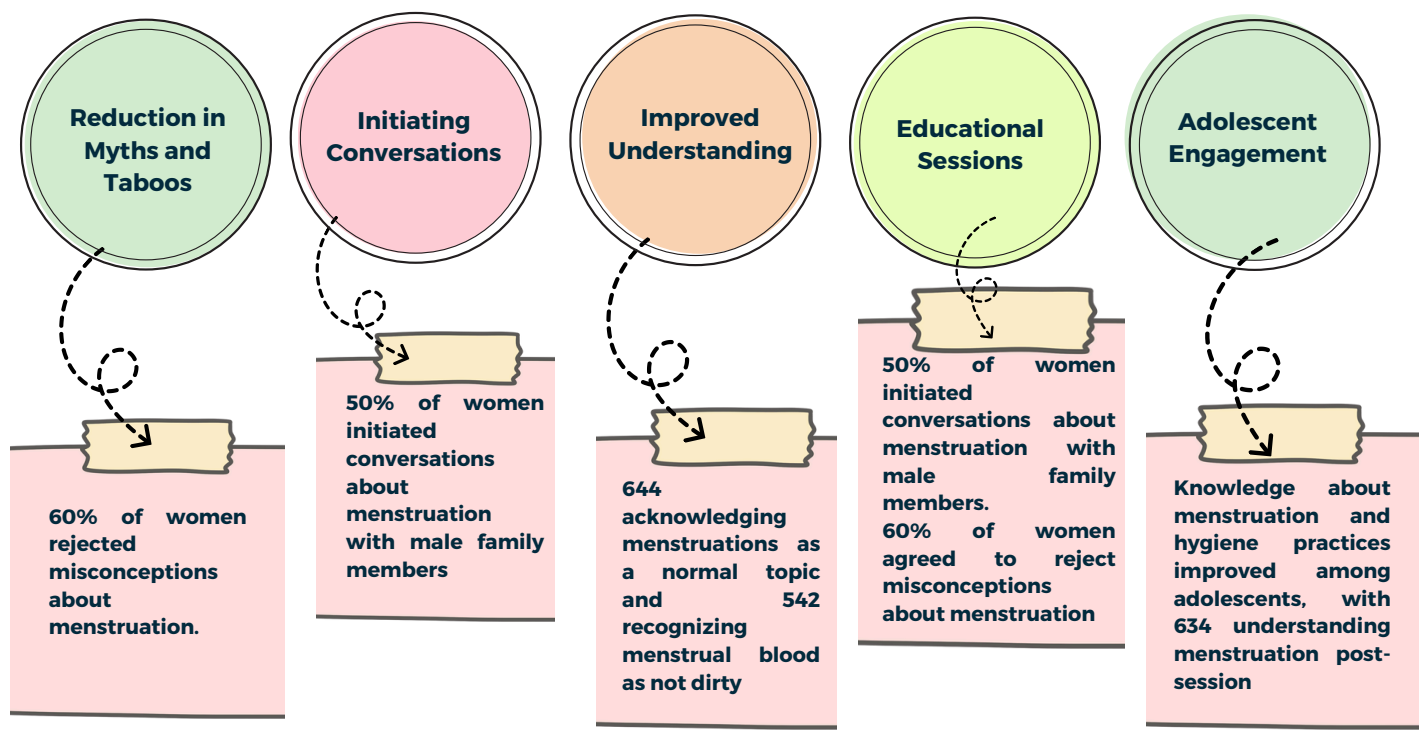 Reduction in
Myths and
Taboos
60% of women
rejected
misconceptions
about
menstruation.
Initiating
Conversations
50% of women
initiated
conversations
about
menstruation
with male family
members
Improved
Understanding
644
acknowledging
menstruations as
a normal topic
and 542
recognizing
menstrual blood
as not dirty
Educational
Sessions
50% of women
initiated
conversations about
menstruation with
male family
members.
60% of women
agreed to reject
misconceptions
about menstruation
Adolescent
Engagement
Knowledge about
menstruation and
hygiene practices
improved among
adolescents, with
634 understanding
menstruation post-
session